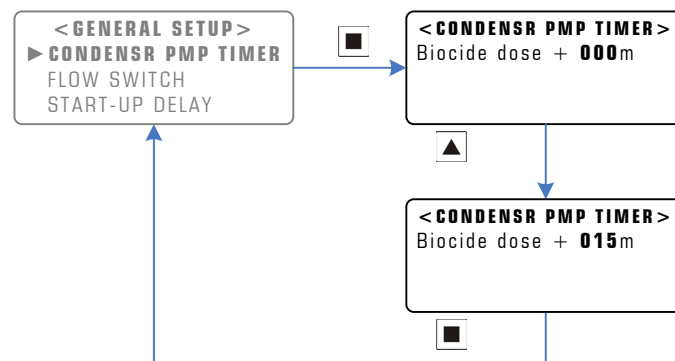 <GENERAL SETUP>
►CONDENSR PMP TIMER
FLOW SWITCH
START-UP DELAY
<CONDENSR PMP TIMER>
Biocide dose + 000m
<CONDENSR PMP TIMER>
Biocide dose + 015m